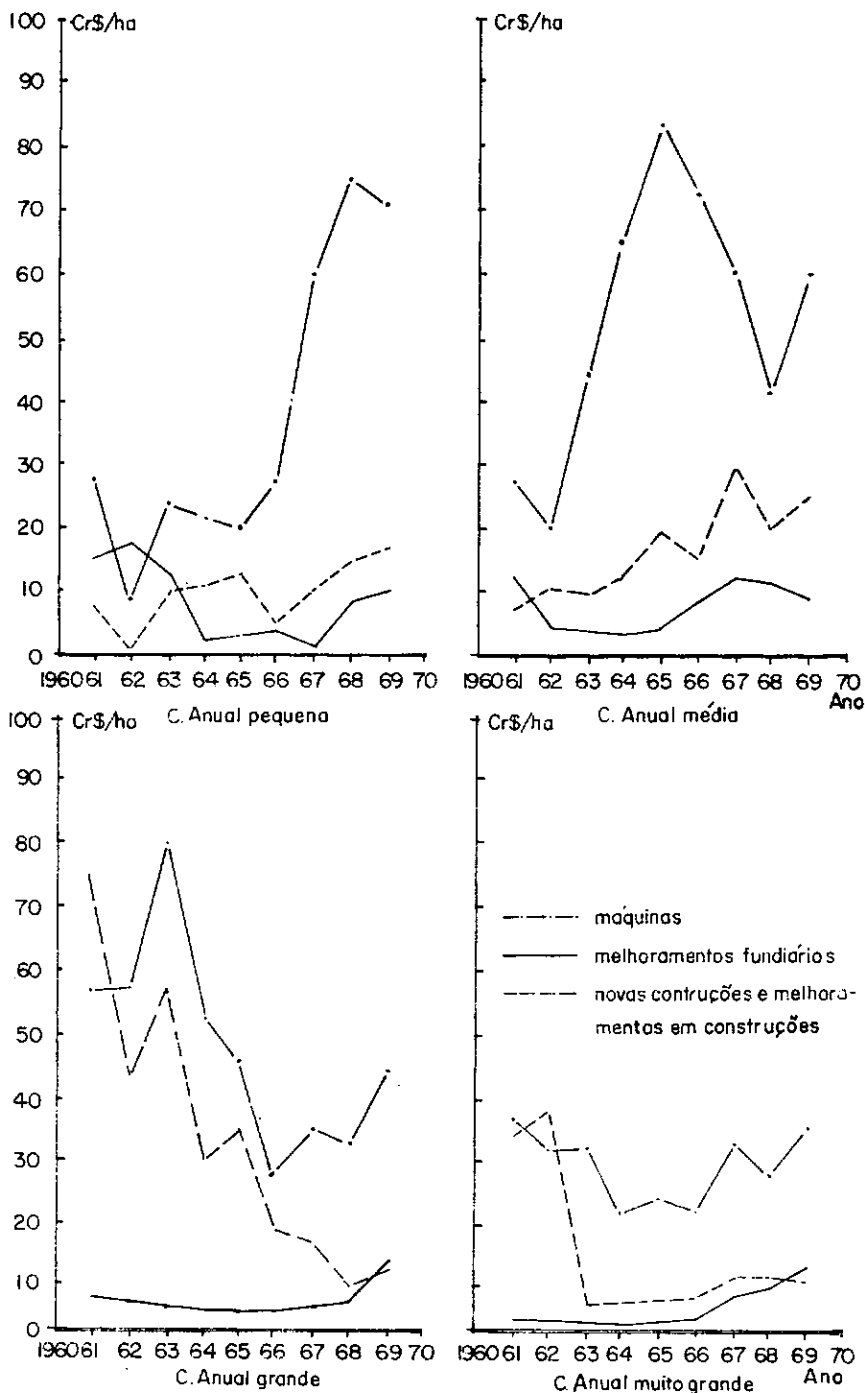 100 Cr$/ha
90
80
70
60
50
40
30
20
10
0
1960 61 62 63 64 65 66 67 68 69 70
C. Anual pequena
Cr$/ha
1960 61 62 63 64 65 66 67 68 69 70
C. Anual média Ano
100 Cr$/ha
90
80
70
60
50
40
30
20
10
0
1960 61 62 63 64 65 66 67 68 69 70
C. Anual grande
Cr$/ha
máquinas
melhoramentos fundiários
novas contruções e melhora-
mentos em construções
1960 61 62 63 64 65 66 67 68 69 70
C. Anual muito grande Ano